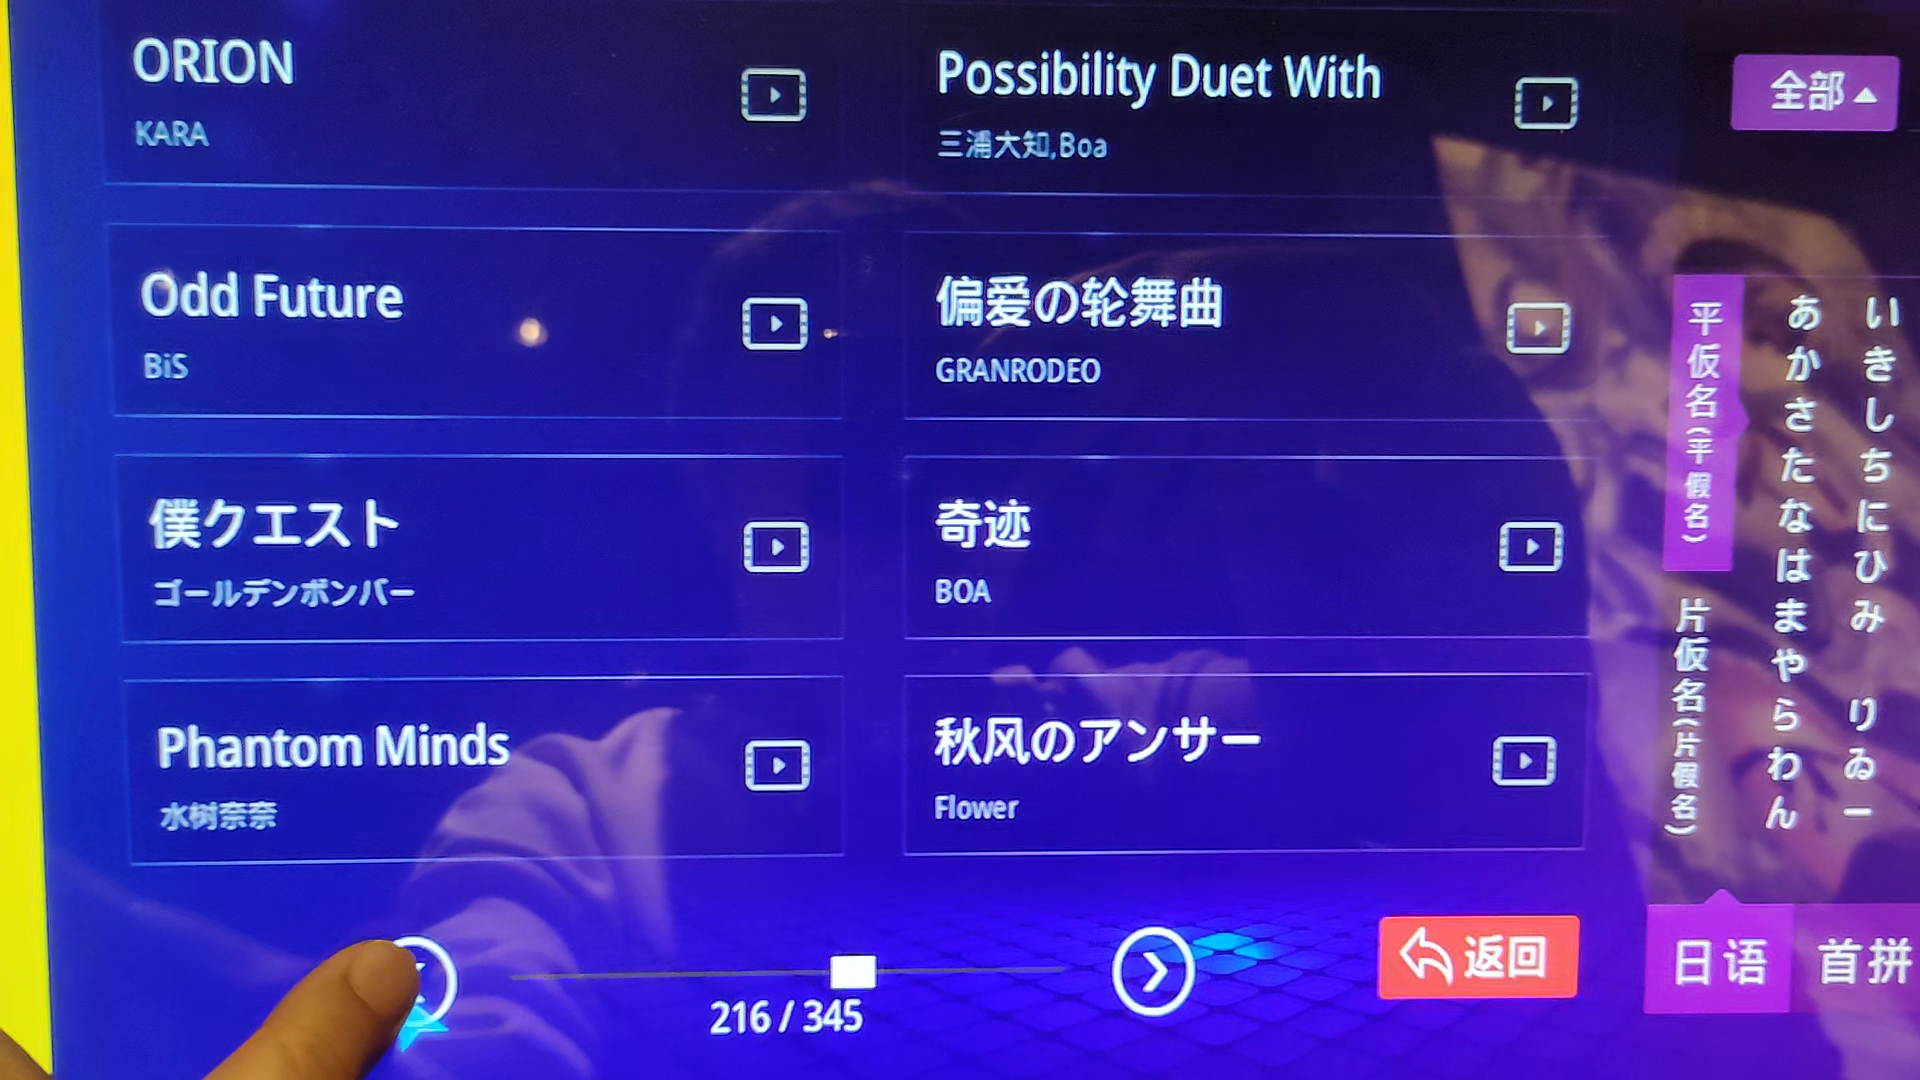 ORION
KARA
Possibility Duet With
三浦大知,Boa
Odd Future
BiS
偏爱の轮舞曲
GRANRODEO
僕クエスト
ゴールデンボンバー
奇迹
BOA
Phantom Minds
水树奈奈
秋风のアンサー
Flower
216 / 345
返回
全部
平仮名(平假名)
片仮名(片假名)
あかさたなはまやらわん
いきしちにひみ りゐー
日语
首拼